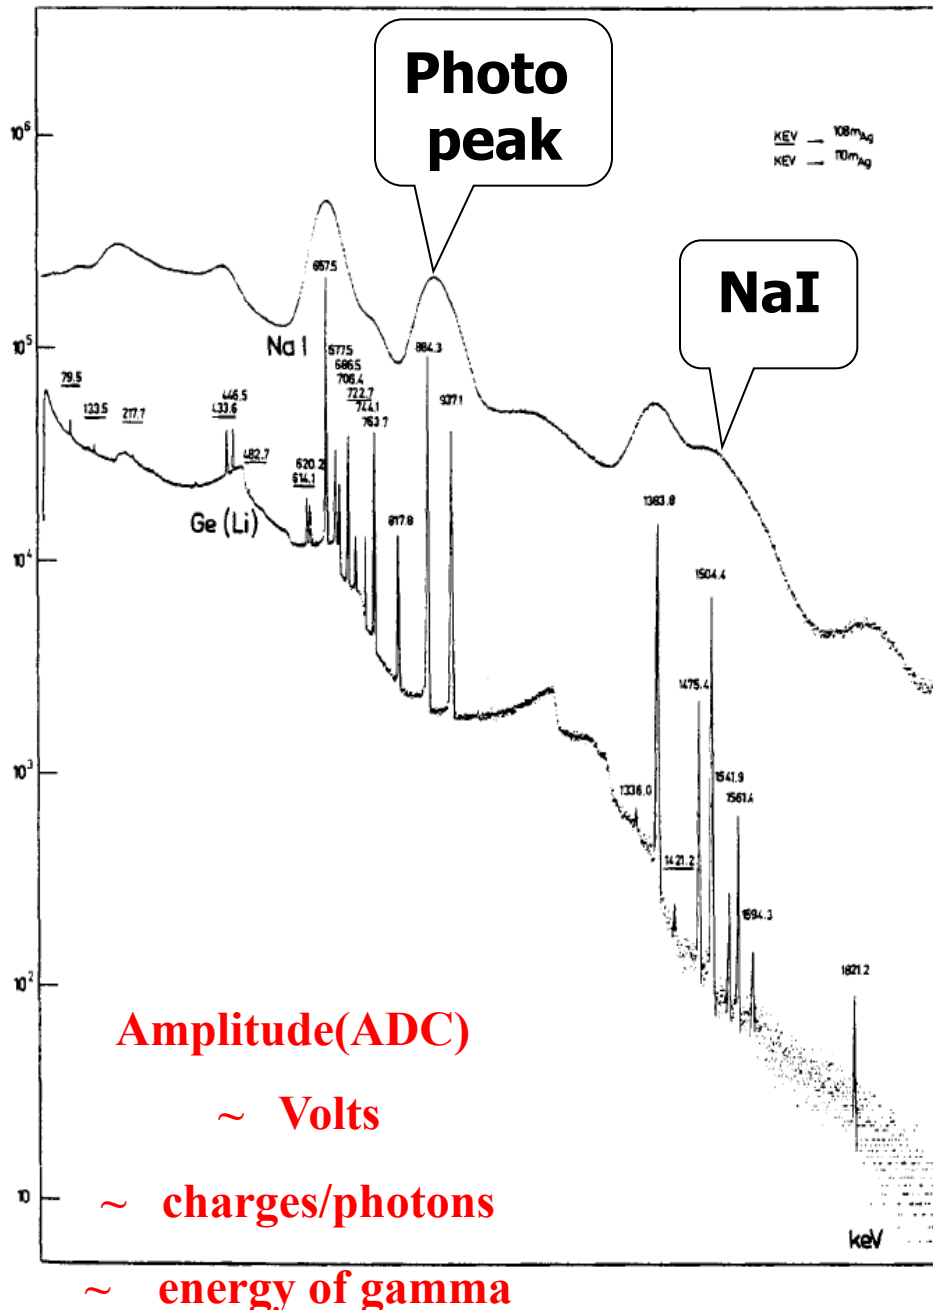 Photo
peak
10⁶
KEV → 108mAg
KEV → 110mAg
NaI
657.5
10⁵
Na I
677.5
686.5
706.4
722.7
744.1
763.7
884.3
937.1
79.5
133.5
217.7
446.5
433.6
482.7
620.2
614.1
Ge (Li)
817.8
1383.8
10⁴
1504.4
1475.4
10³
1336.0
1541.9
1561.4
1421.2
1694.3
10²
1821.2
Amplitude(ADC)
~ Volts
~ charges/photons
10
keV
~ energy of gamma